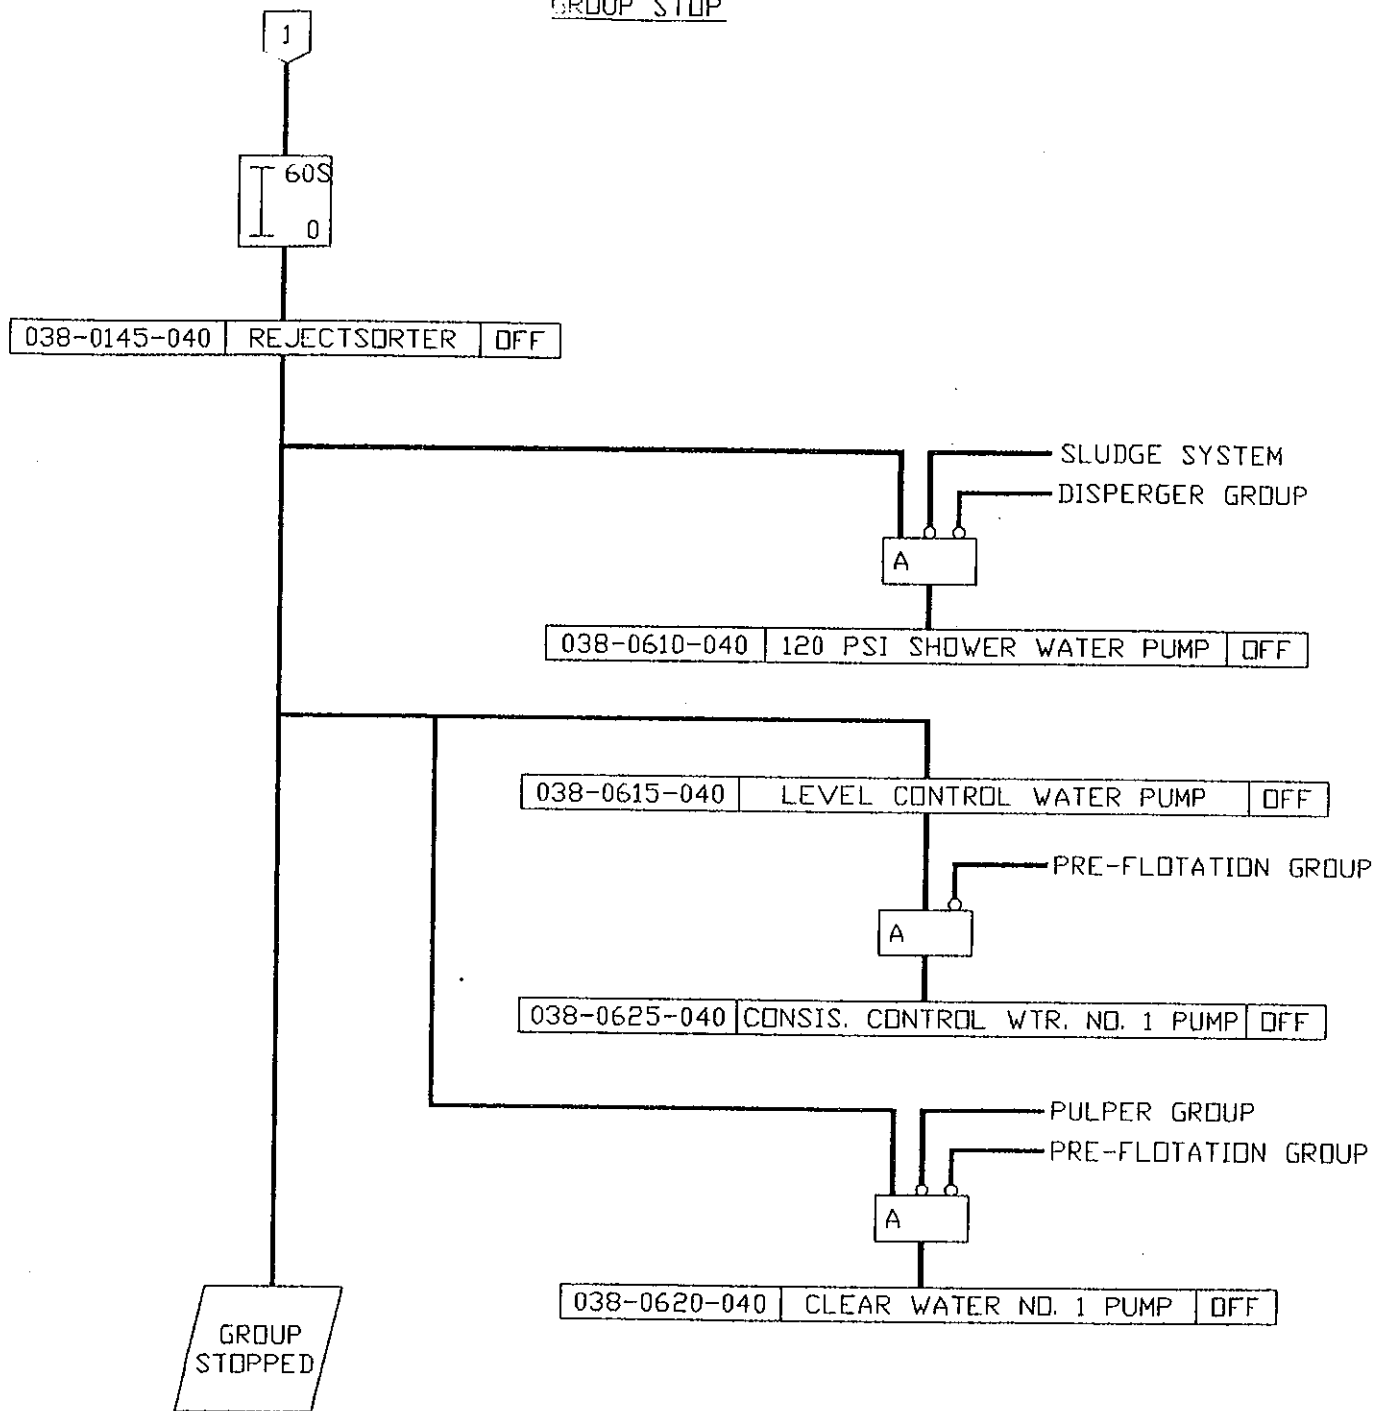 GROUP STOP
1
60S
0
038-0145-040 REJECTSORTER OFF
SLUDGE SYSTEM
DISPERGER GROUP
A
038-0610-040 120 PSI SHOWER WATER PUMP OFF
038-0615-040 LEVEL CONTROL WATER PUMP OFF
PRE-FLOTATION GROUP
A
038-0625-040 CONSIS. CONTROL WTR. NO. 1 PUMP OFF
PULPER GROUP
PRE-FLOTATION GROUP
A
038-0620-040 CLEAR WATER NO. 1 PUMP OFF
GROUP
STOPPED